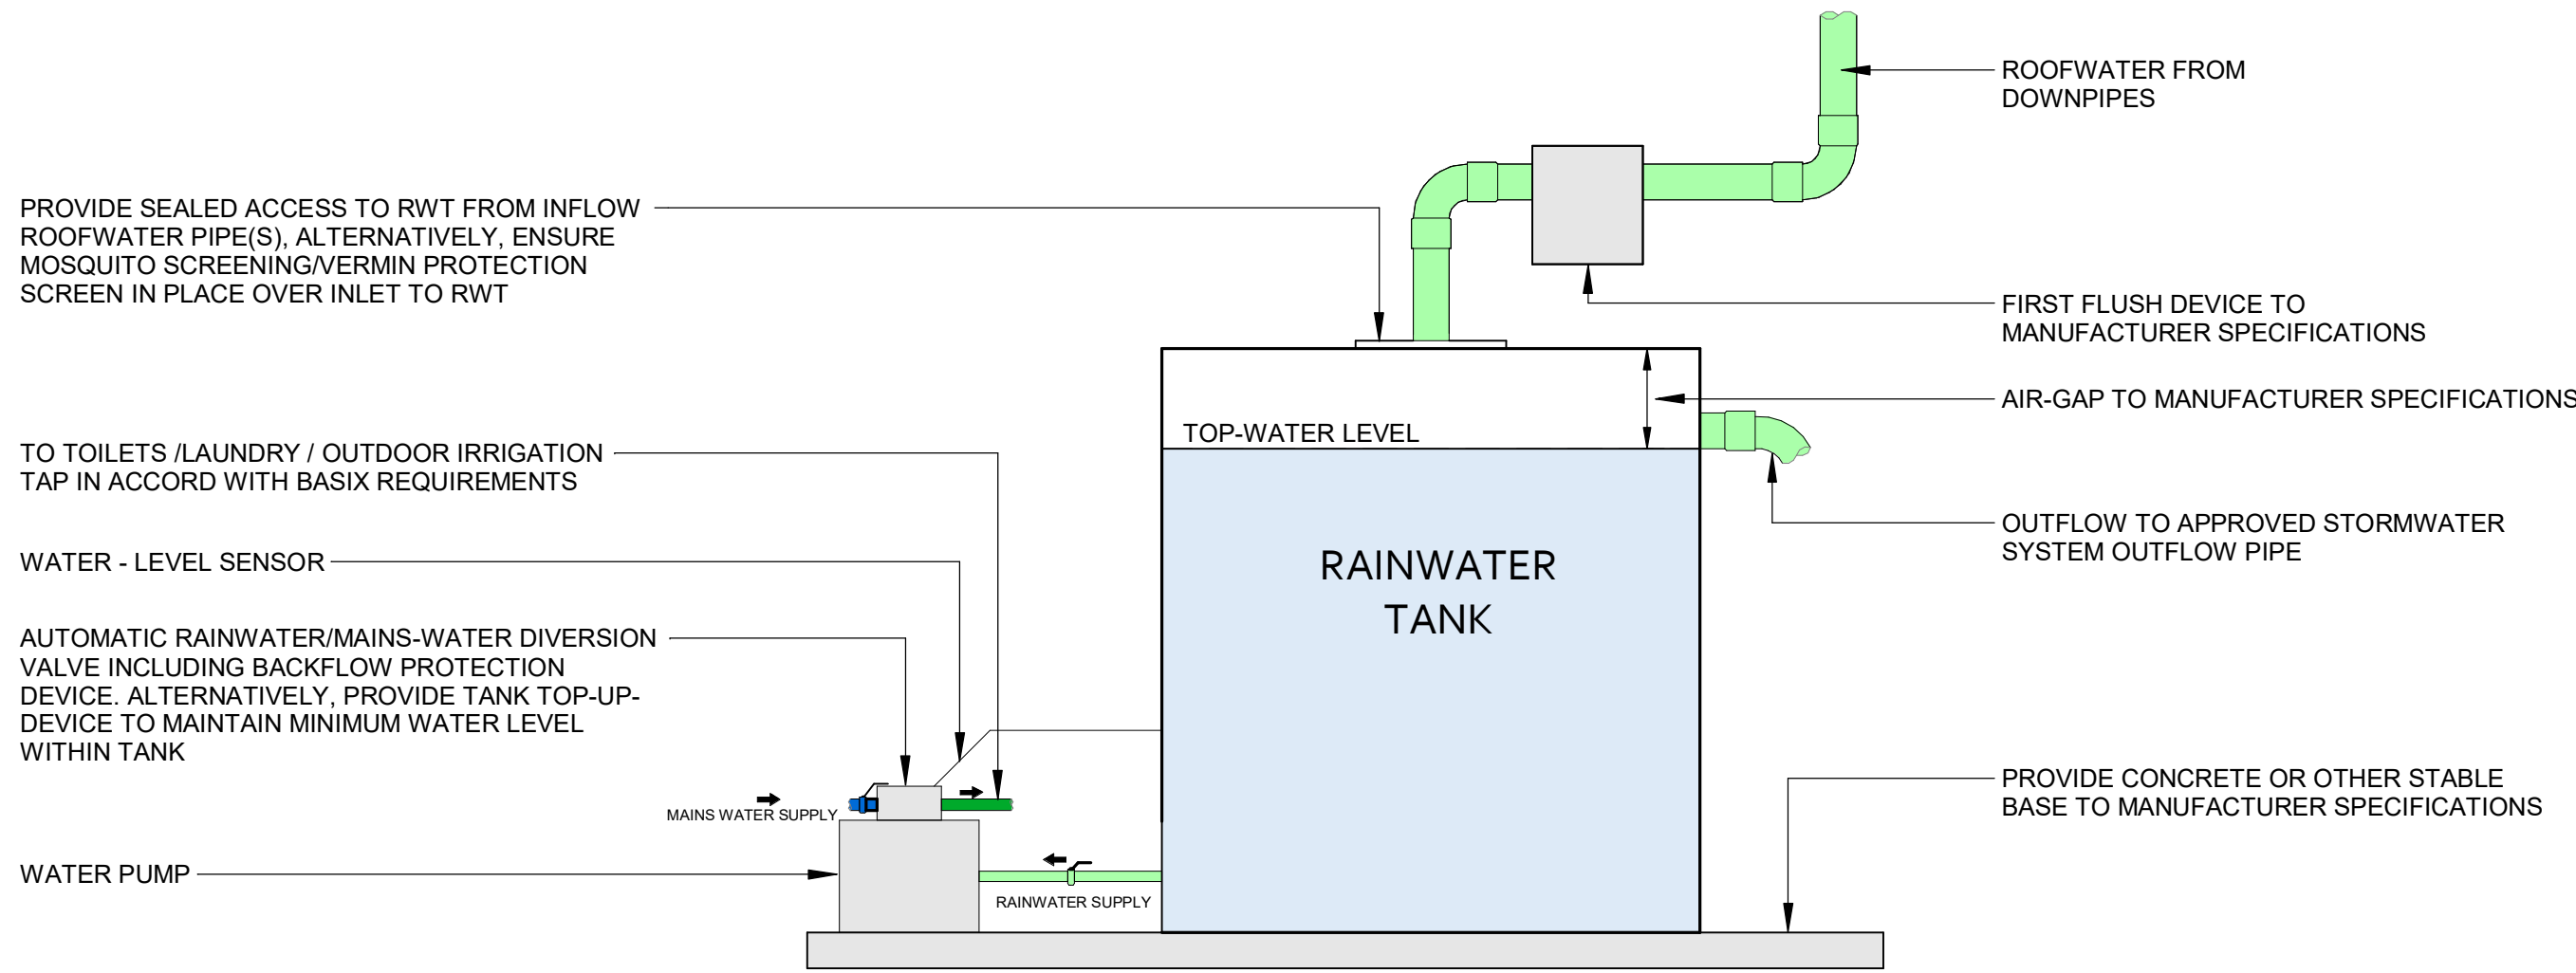 ROOFWATER FROM
DOWNPIPES
PROVIDE SEALED ACCESS TO RWT FROM INFLOW
ROOFWATER PIPE(S), ALTERNATIVELY, ENSURE
MOSQUITO SCREENING/VERMIN PROTECTION
SCREEN IN PLACE OVER INLET TO RWT
FIRST FLUSH DEVICE TO
MANUFACTURER SPECIFICATIONS
AIR-GAP TO MANUFACTURER SPECIFICATIONS
TOP-WATER LEVEL
TO TOILETS /LAUNDRY / OUTDOOR IRRIGATION
TAP IN ACCORD WITH BASIX REQUIREMENTS
OUTFLOW TO APPROVED STORMWATER
SYSTEM OUTFLOW PIPE
WATER - LEVEL SENSOR
RAINWATER
TANK
AUTOMATIC RAINWATER/MAINS-WATER DIVERSION
VALVE INCLUDING BACKFLOW PROTECTION
DEVICE. ALTERNATIVELY, PROVIDE TANK TOP-UP-
DEVICE TO MAINTAIN MINIMUM WATER LEVEL
WITHIN TANK
PROVIDE CONCRETE OR OTHER STABLE
BASE TO MANUFACTURER SPECIFICATIONS
MAINS WATER SUPPLY
WATER PUMP
RAINWATER SUPPLY